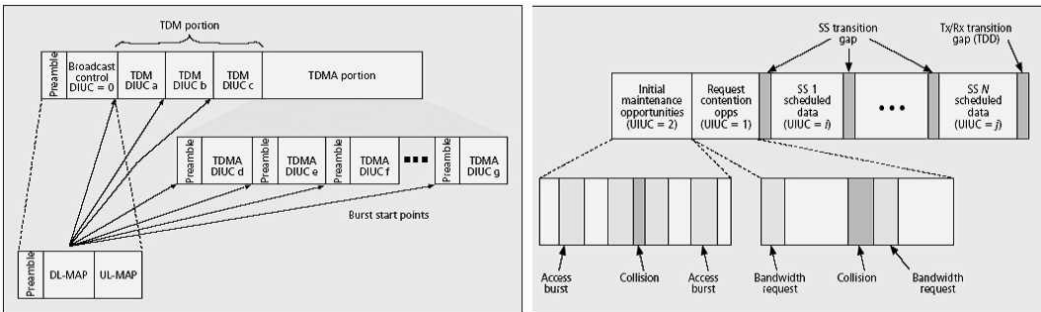 TDM portion
Preamble
Broadcast
control
DIUC = 0
TDM
DIUC a
TDM
DIUC b
TDM
DIUC c
TDMA portion
Preamble
TDMA
DIUC d
Preamble
TDMA
DIUC e
Preamble
TDMA
DIUC f
Preamble
TDMA
DIUC g
Burst start points
Preamble
DL-MAP
UL-MAP
SS transition
gap
Tx/Rx transition
gap (TDD)
Initial
maintenance
opportunities
(UIUC = 2)
Request
contention
opps
(UIUC = 1)
SS 1
scheduled
data
(UIUC = i)
SS N
scheduled
data
(UIUC = j)
Access
burst
Collision
Access
burst
Bandwidth
request
Collision
Bandwidth
request